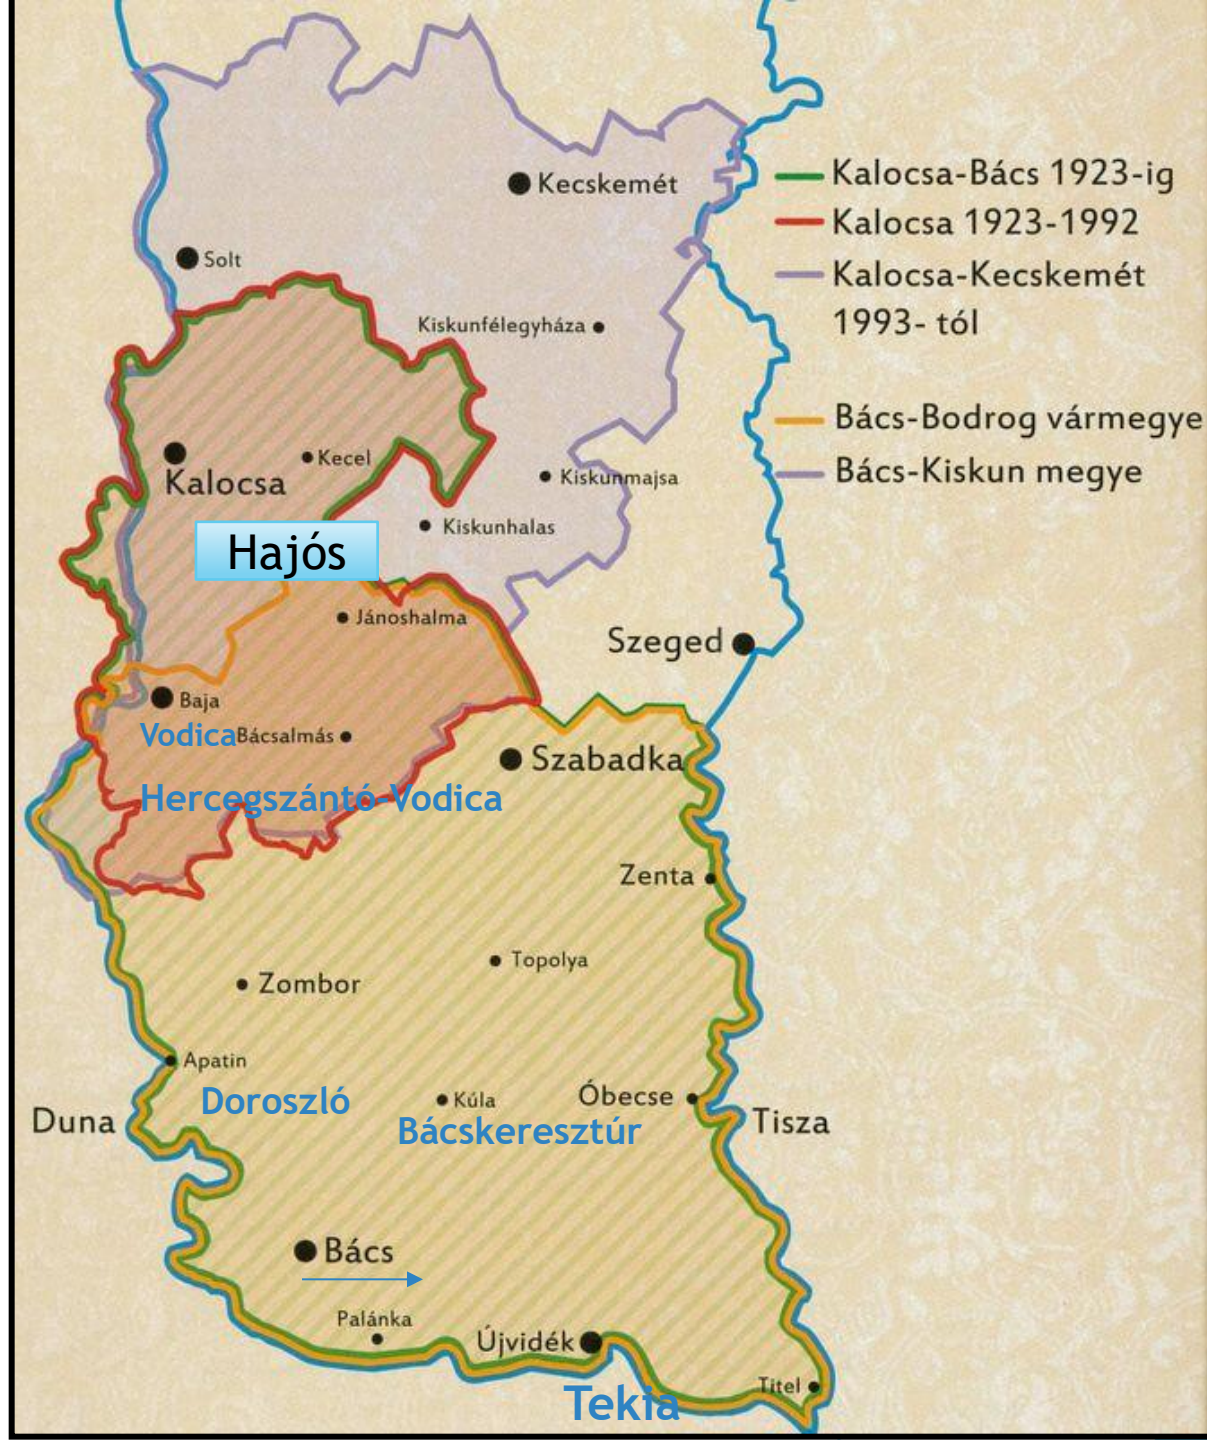 Kecskemét
Kalocsa-Bács 1923-ig
Kalocsa 1923-1992
Kalocsa-Kecskemét
1993- tól
Bács-Bodrog vármegye
Bács-Kiskun megye
Solt
Kiskunfélegyháza
Kecel
Kalocsa
Kiskunmajsa
Kiskunhalas
Hajós
Jánoshalma
Szeged
Baja
Vodica
Bácsalmás
Szabadka
Hercegszántó-Vodica
Zenta
Topolya
Zombor
Apatin
Doroszló
Kúla
Óbecse
Duna
Bácskeresztúr
Tisza
Bács
Palánka
Újvidék
Titel
Tekia